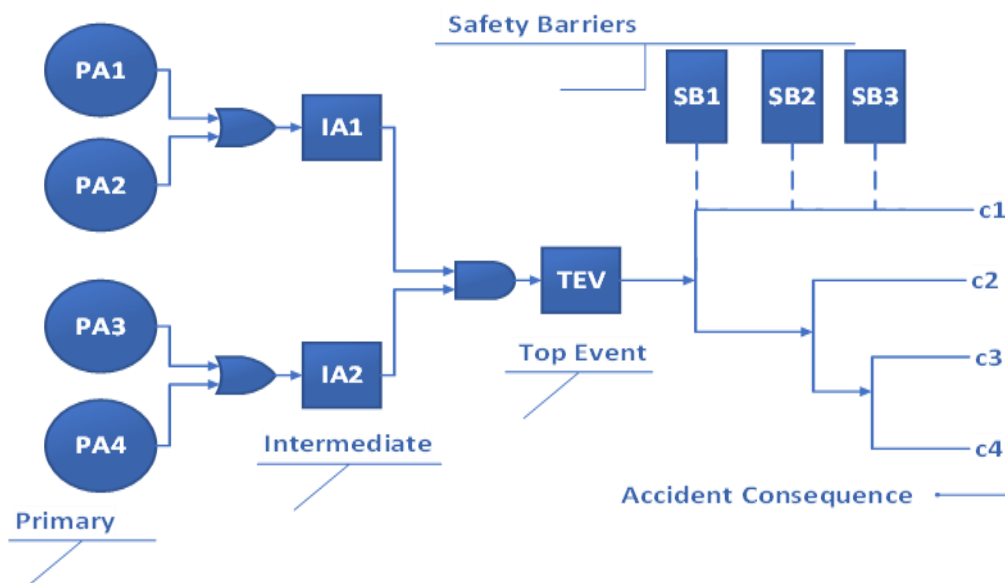 Safety Barriers
PA1
SB1
SB2
SB3
IA1
PA2
c1
TEV
c2
PA3
Top Event
c3
IA2
PA4
Intermediate
c4
Accident Consequence
Primary